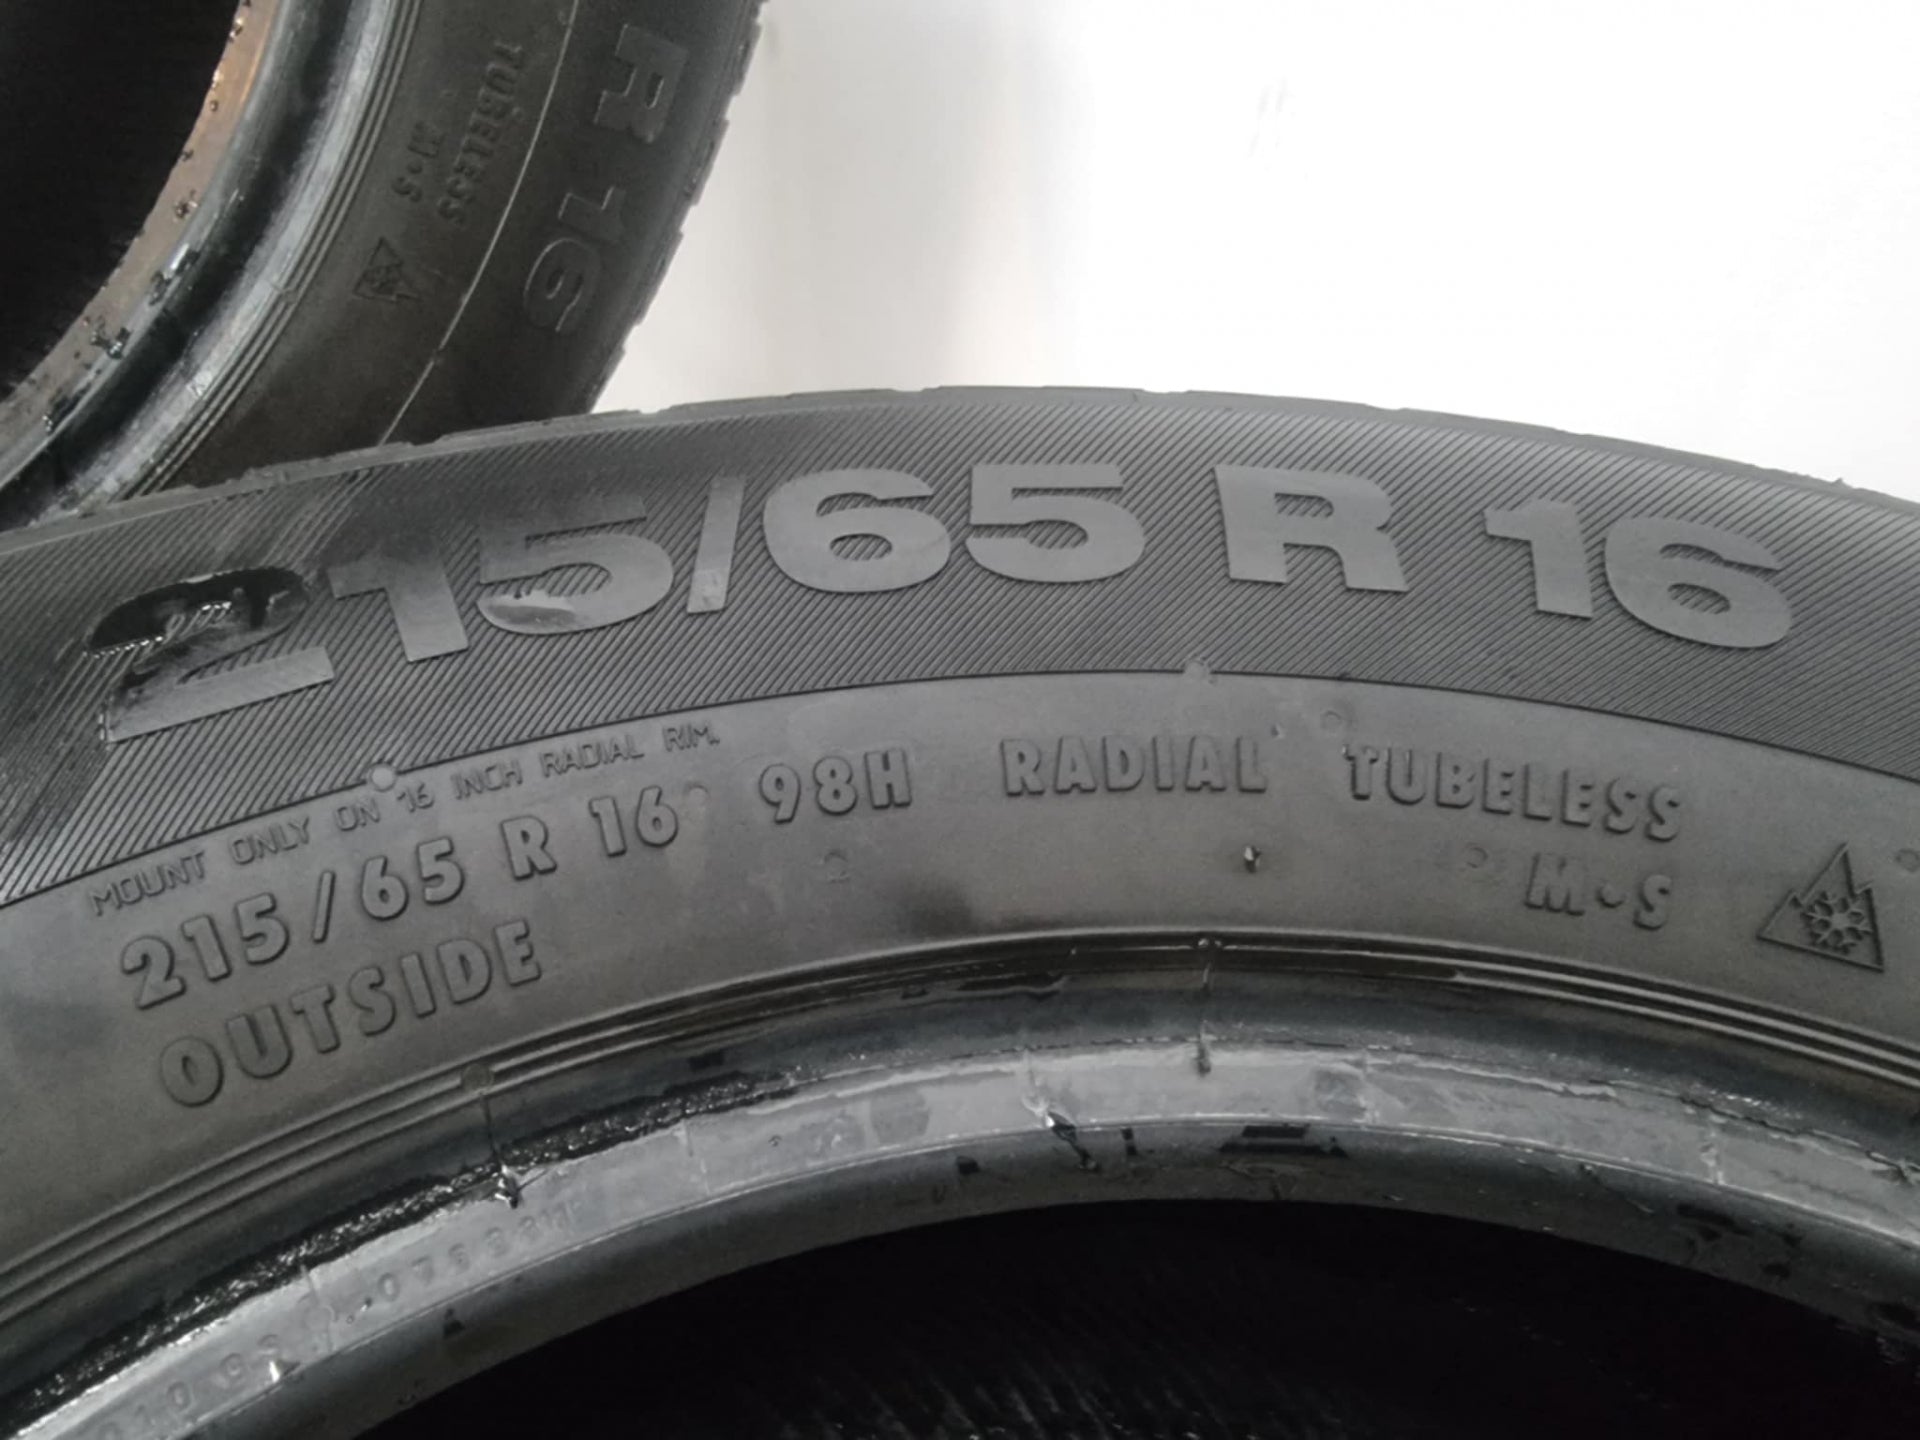 R 16
TUBELESS
M•S
215/65 R 16
MOUNT ONLY ON 16 INCH RADIAL RIM.
215/65 R 16 98H RADIAL TUBELESS
M•S
OUTSIDE